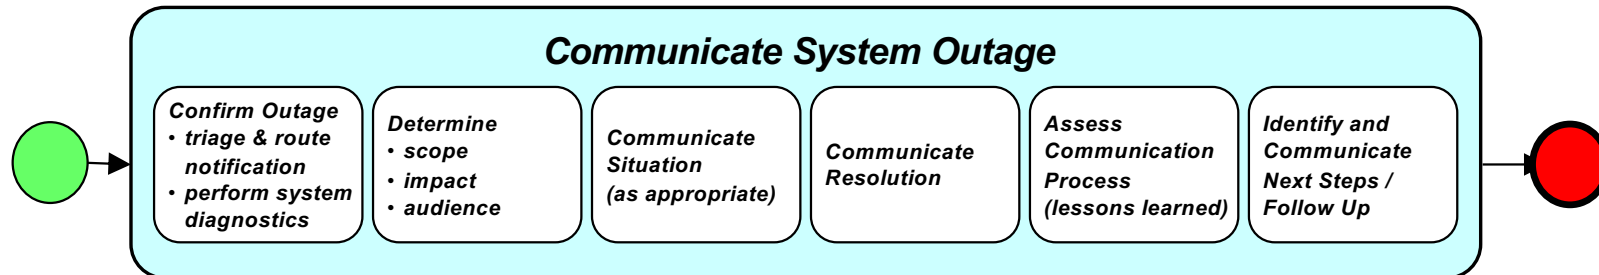 Communicate System Outage
Confirm Outage
• triage & route
notification
• perform system
diagnostics
Determine
• scope
• impact
• audience
Communicate
Situation
(as appropriate)
Communicate
Resolution
Assess
Communication
Process
(lessons learned)
Identify and
Communicate
Next Steps /
Follow Up